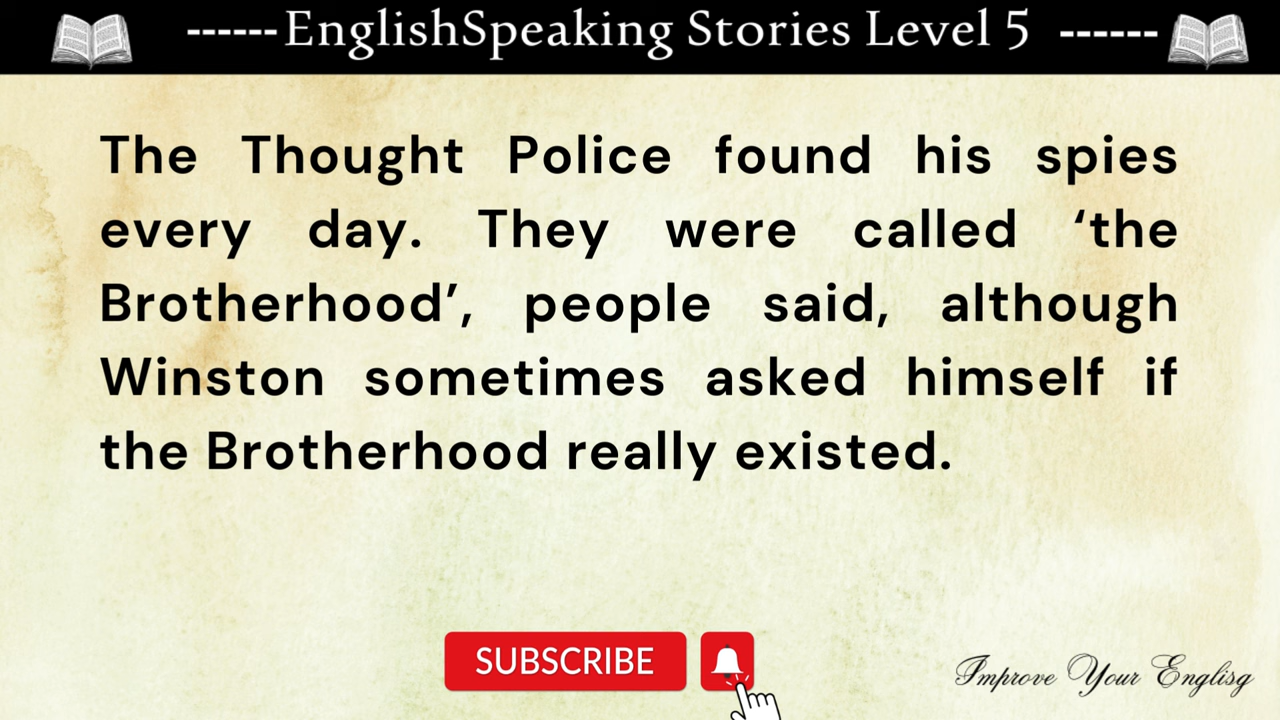 ------EnglishSpeaking Stories Level 5 ------
The Thought Police found his spies
every day. They were called ‘the
Brotherhood’, people said, although
Winston sometimes asked himself if
the Brotherhood really existed.
SUBSCRIBE
Improve Your Englisg